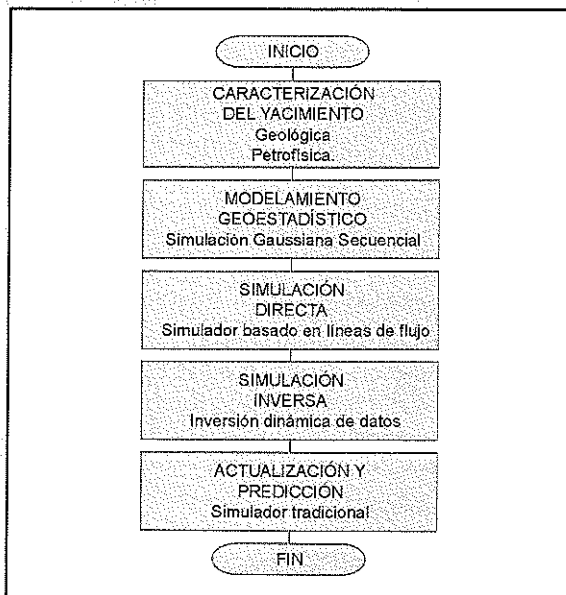 INICIO
CARACTERIZACIÓN
DEL YACIMIENTO
Geológica
Petrofísica.
MODELAMIENTO
GEOESTADÍSTICO
Simulación Gaussiana Secuencial
SIMULACIÓN
DIRECTA
Simulador basado en líneas de flujo
SIMULACIÓN
INVERSA
Inversión dinámica de datos
ACTUALIZACIÓN Y
PREDICCIÓN
Simulador tradicional
FIN